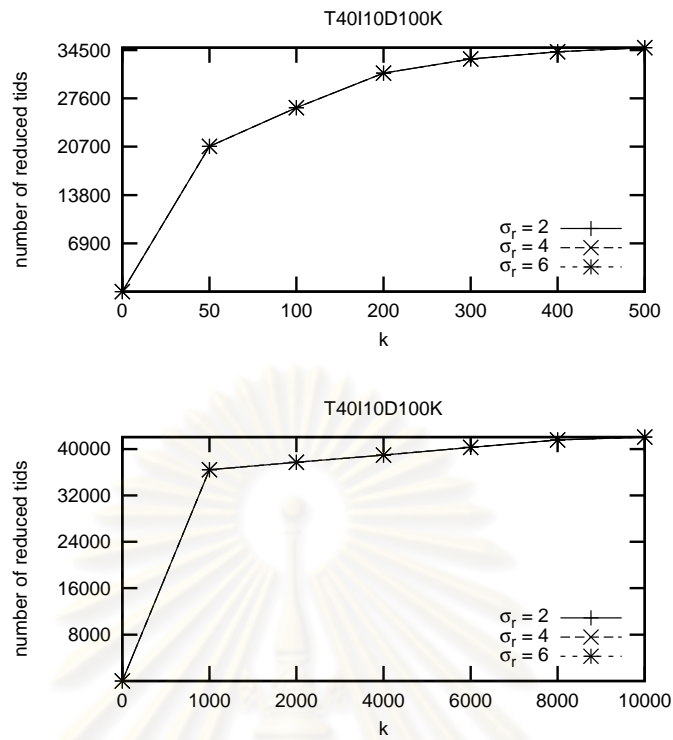 T40I10D100K
number of reduced tids
34500
27600
20700
13800
6900
0
σr = 2
σr = 4
σr = 6
0 50 100 200 300 400 500
k
T40I10D100K
number of reduced tids
40000
32000
24000
16000
8000
σr = 2
σr = 4
σr = 6
0 1000 2000 4000 6000 8000 10000
k